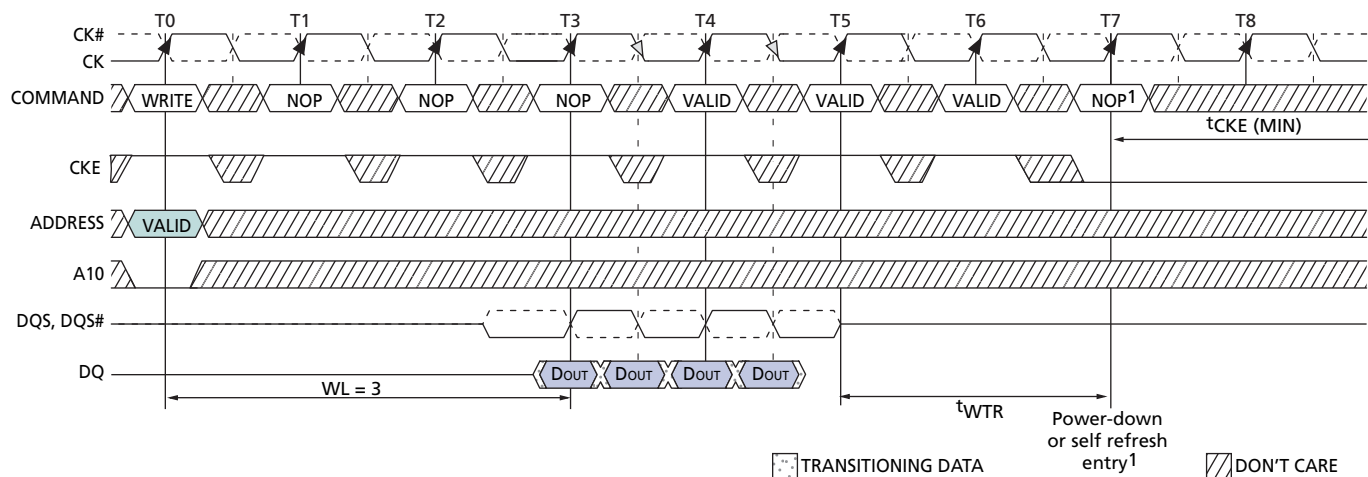 T0 T1 T2 T3 T4 T5 T6 T7 T8
CK#
CK
COMMAND WRITE NOP NOP NOP VALID VALID VALID NOP1
tCKE (MIN)
CKE
ADDRESS VALID
A10
DQS, DQS#
DQ DOUT DOUT DOUT DOUT
WL = 3
tWTR
Power-down
or self refresh
entry1
TRANSITIONING DATA DON'T CARE